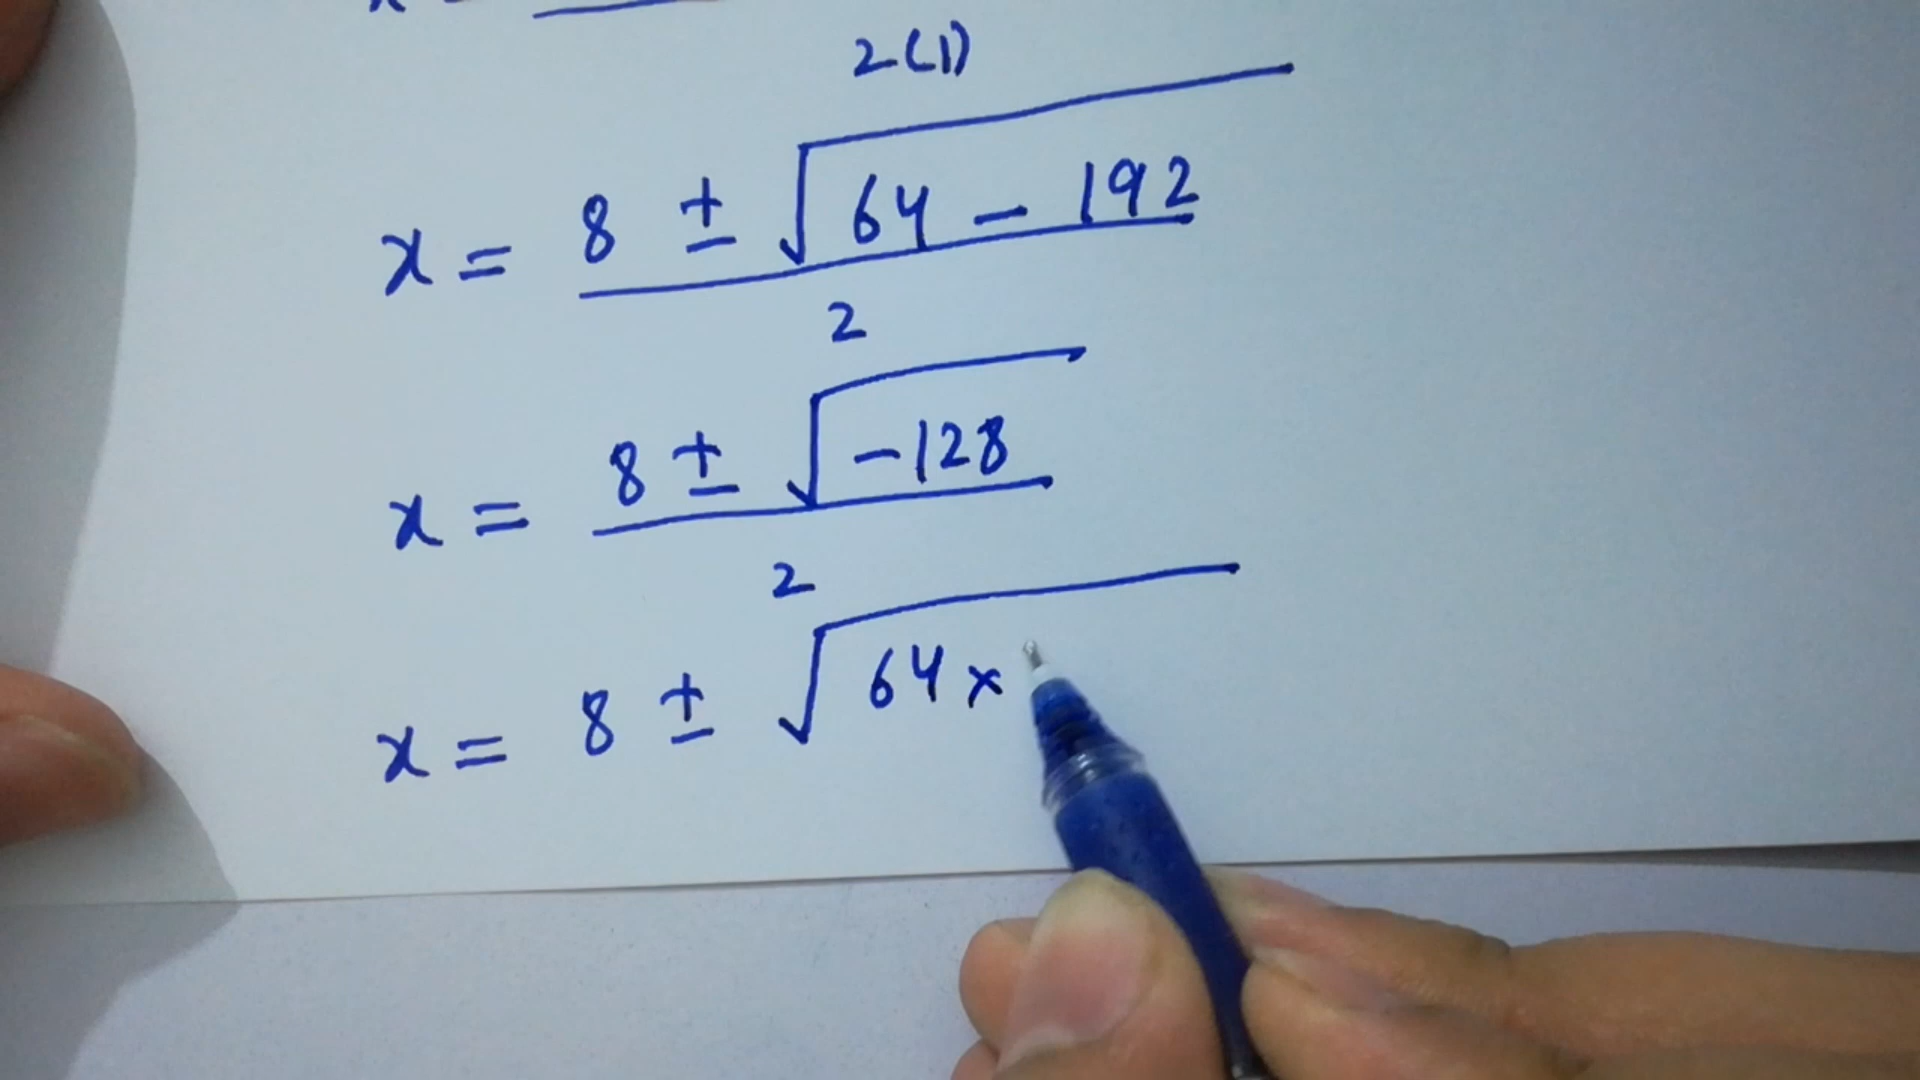 2(1)
x = 8 ± √64 - 192
2
x = 8 ± √-128
2
x = 8 ± √64 ×